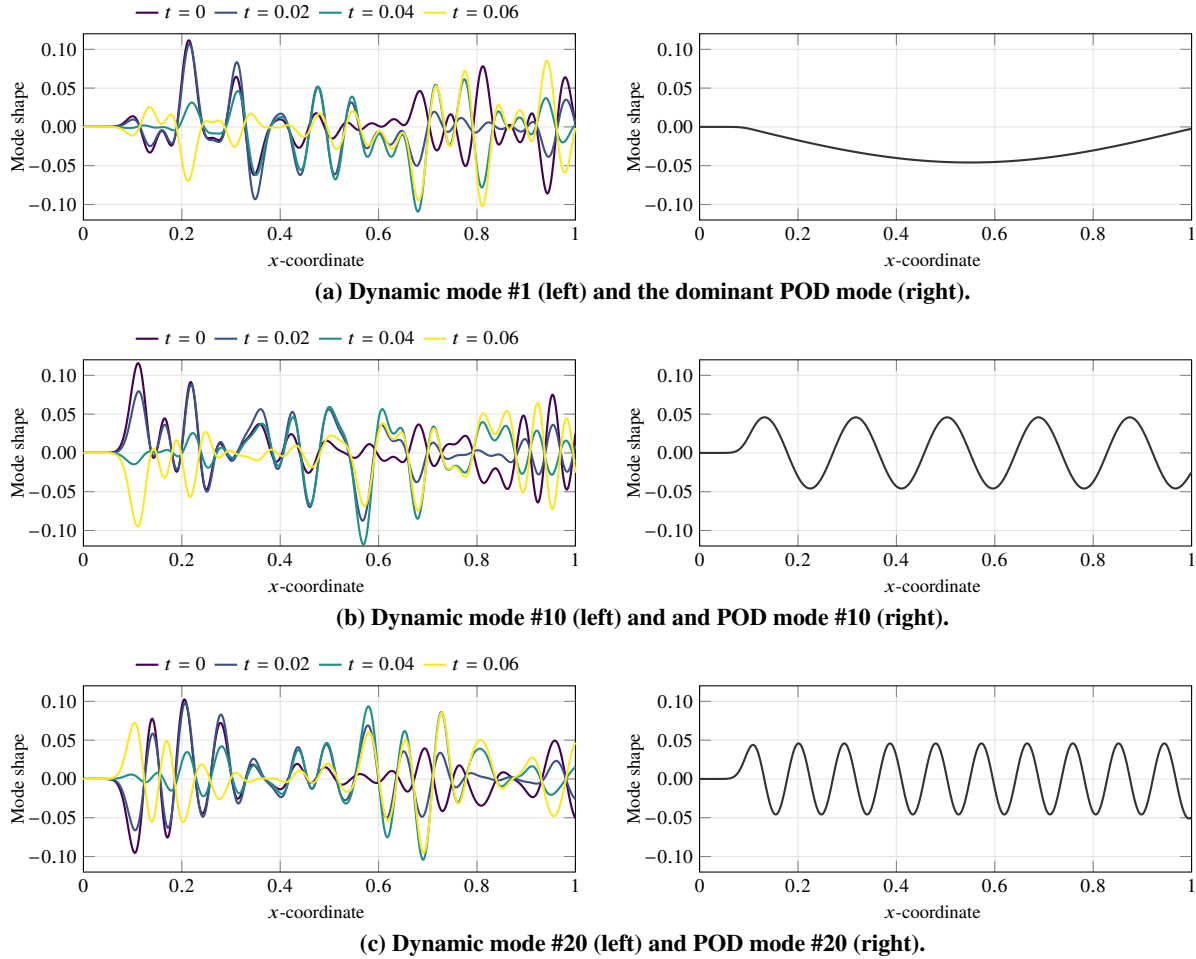 t = 0 t = 0.02 t = 0.04 t = 0.06
0.10
0.05
0.00
−0.05
−0.10
Mode shape
0 0.2 0.4 0.6 0.8 1
x-coordinate
0.10
0.05
0.00
−0.05
−0.10
Mode shape
0 0.2 0.4 0.6 0.8 1
x-coordinate
(a) Dynamic mode #1 (left) and the dominant POD mode (right).
t = 0 t = 0.02 t = 0.04 t = 0.06
0.10
0.05
0.00
−0.05
−0.10
Mode shape
0 0.2 0.4 0.6 0.8 1
x-coordinate
0.10
0.05
0.00
−0.05
−0.10
Mode shape
0 0.2 0.4 0.6 0.8 1
x-coordinate
(b) Dynamic mode #10 (left) and and POD mode #10 (right).
t = 0 t = 0.02 t = 0.04 t = 0.06
0.10
0.05
0.00
−0.05
−0.10
Mode shape
0 0.2 0.4 0.6 0.8 1
x-coordinate
0.10
0.05
0.00
−0.05
−0.10
Mode shape
0 0.2 0.4 0.6 0.8 1
x-coordinate
(c) Dynamic mode #20 (left) and POD mode #20 (right).